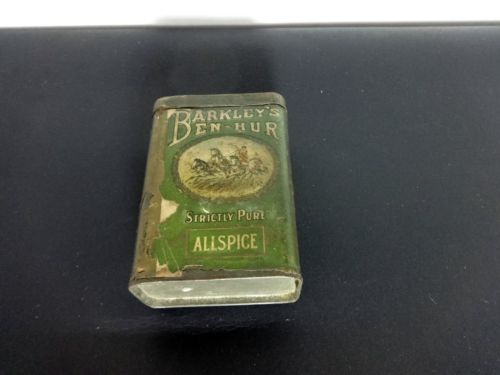 BARKLEY'S
BEN-HUR
STRICTLY PURE
ALLSPICE